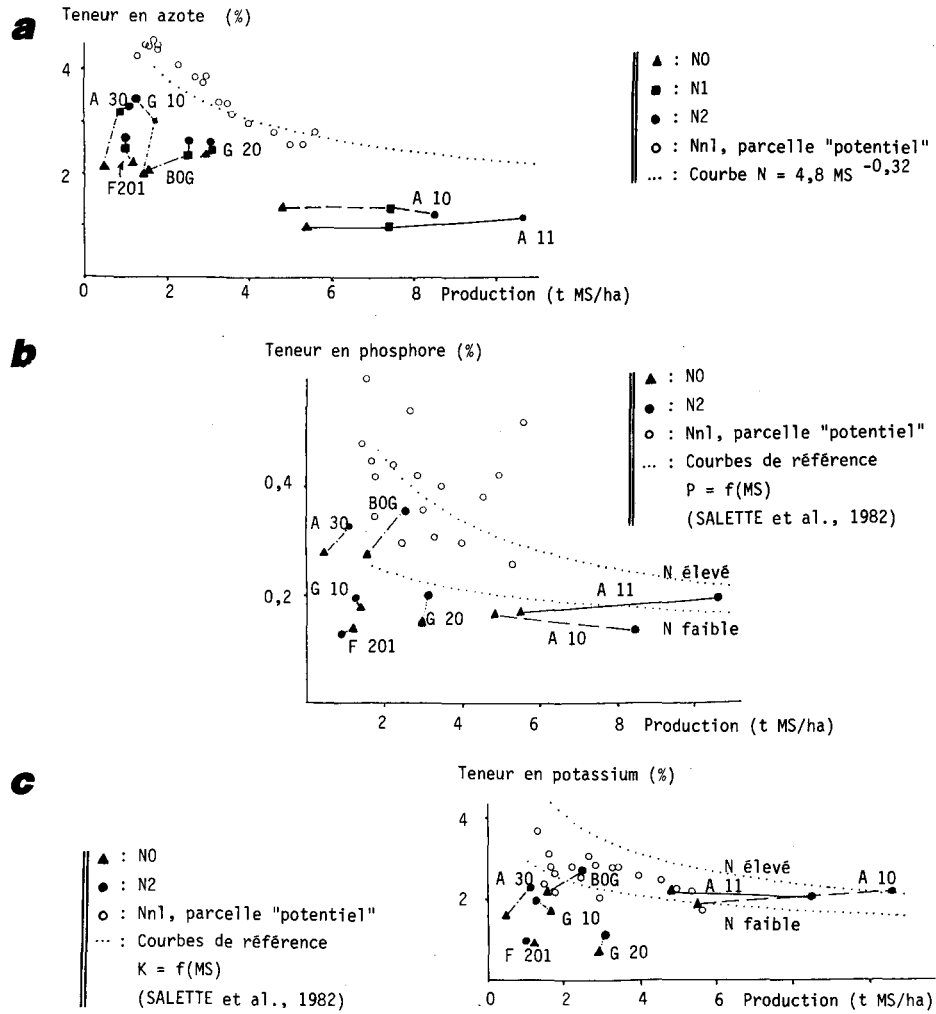 a
Teneur en azote (%)
4
2
A 30
G 10
F201
BOG
G 20
A 10
A 11
0 2 4 6 8 Production (t MS/ha)
▲ : N0
■ : N1
● : N2
○ : Nnl, parcelle "potentiel"
... : Courbe N = 4,8 MS -0,32
b
Teneur en phosphore (%)
0,4
0,2
A 30
BOG
G 10
F 201
G 20
A 10
A 11
N élevé
N faible
2 4 6 8 Production (t MS/ha)
▲ : N0
● : N2
○ : Nnl, parcelle "potentiel"
... : Courbes de référence
P = f(MS)
(SALETTE et al., 1982)
c
Teneur en potassium (%)
▲ : N0
● : N2
○ : Nnl, parcelle "potentiel"
... : Courbes de référence
K = f(MS)
(SALETTE et al., 1982)
4
2
A 30
BOG
G 10
F 201
G 20
N élevé
A 11
A 10
N faible
0 2 4 6 8 Production (t MS/ha)